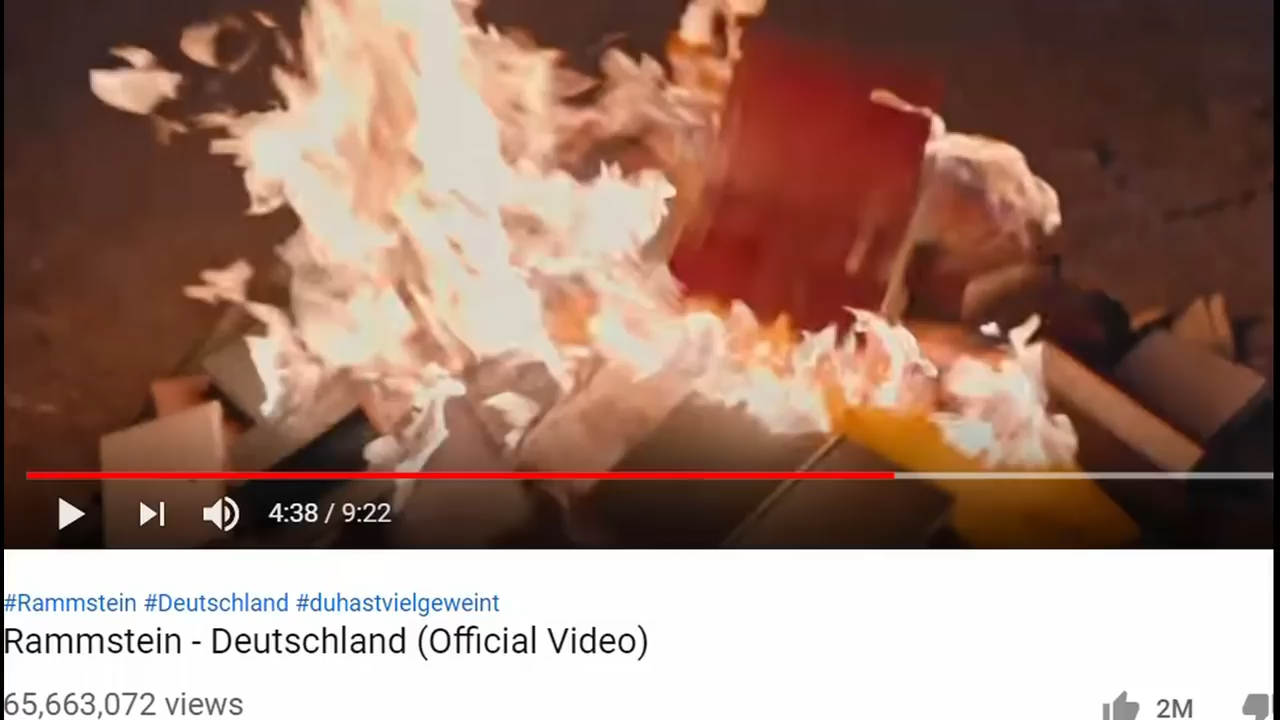 4:38 / 9:22
#Rammstein #Deutschland #duhastvielgeweint
Rammstein - Deutschland (Official Video)
65,663,072 views
2M